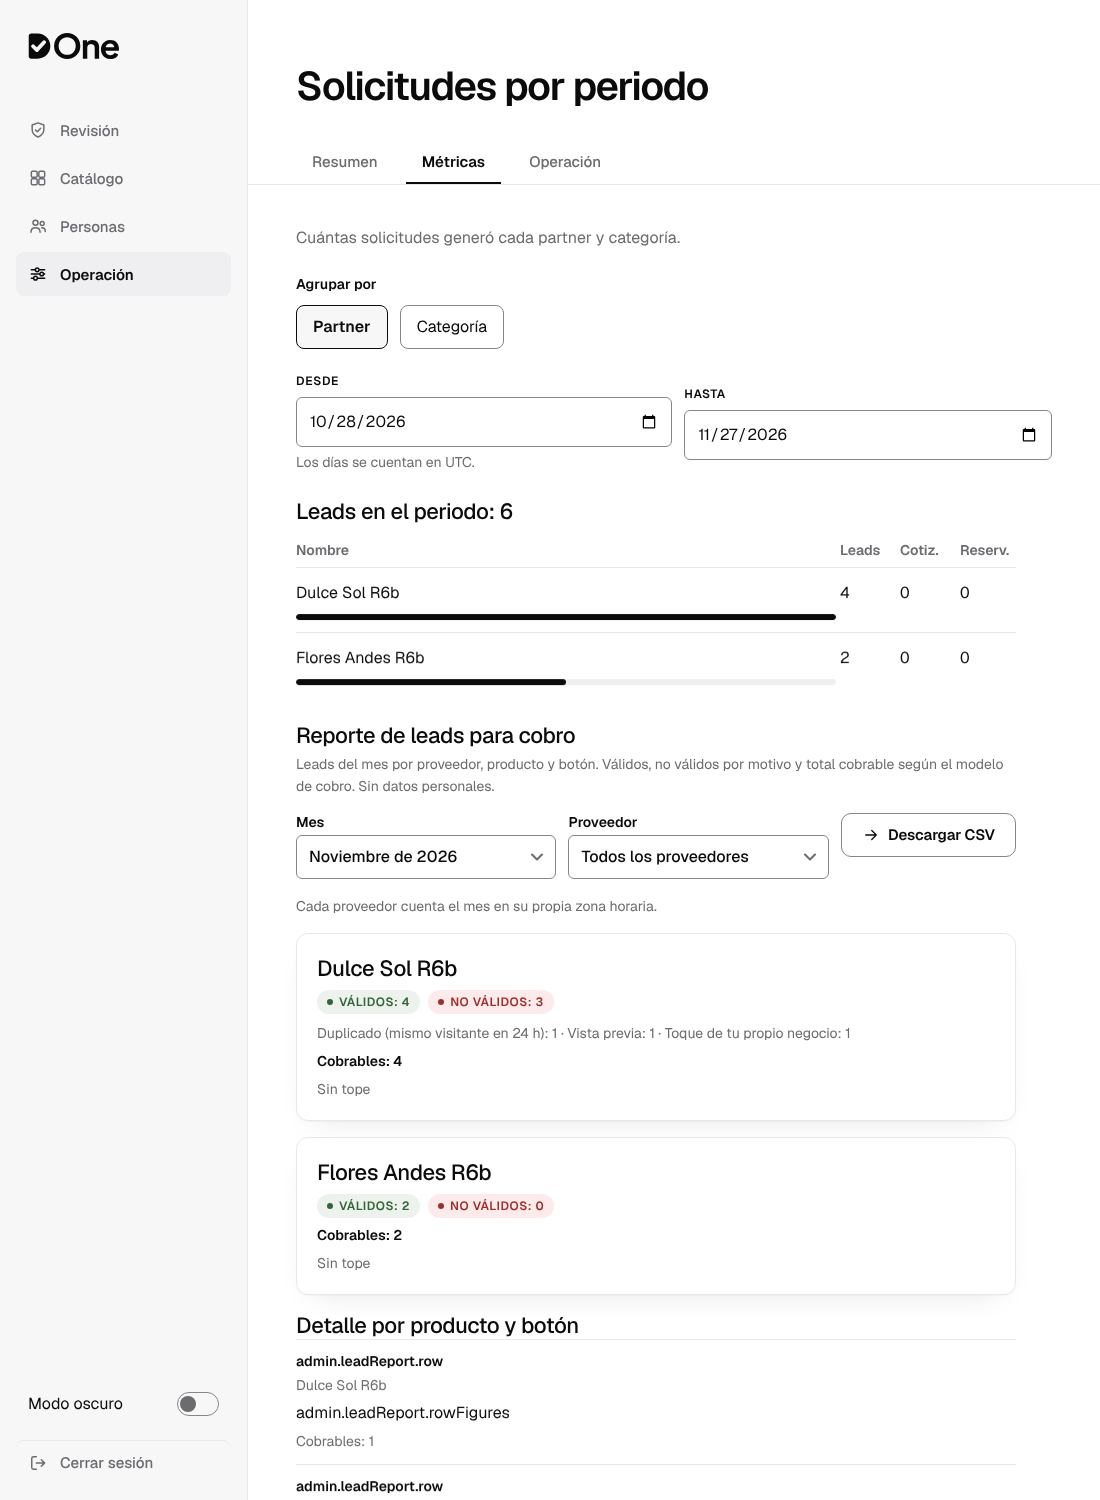 One
Revisión
Catálogo
Personas
Operación
Modo oscuro
Cerrar sesión
Solicitudes por periodo
Resumen Métricas Operación
Cuántas solicitudes generó cada partner y categoría.
Agrupar por
Partner Categoría
DESDE
10/28/2026
Los días se cuentan en UTC.
HASTA
11/27/2026
Leads en el periodo: 6
Nombre Leads Cotiz. Reserv.
Dulce Sol R6b 4 0 0
Flores Andes R6b 2 0 0
Reporte de leads para cobro
Leads del mes por proveedor, producto y botón. Válidos, no válidos por motivo y total cobrable según el modelo
de cobro. Sin datos personales.
Mes
Noviembre de 2026
Proveedor
Todos los proveedores
Descargar CSV
Cada proveedor cuenta el mes en su propia zona horaria.
Dulce Sol R6b
VÁLIDOS: 4 NO VÁLIDOS: 3
Duplicado (mismo visitante en 24 h): 1 · Vista previa: 1 · Toque de tu propio negocio: 1
Cobrables: 4
Sin tope
Flores Andes R6b
VÁLIDOS: 2 NO VÁLIDOS: 0
Cobrables: 2
Sin tope
Detalle por producto y botón
admin.leadReport.row
Dulce Sol R6b
admin.leadReport.rowFigures
Cobrables: 1
admin.leadReport.row